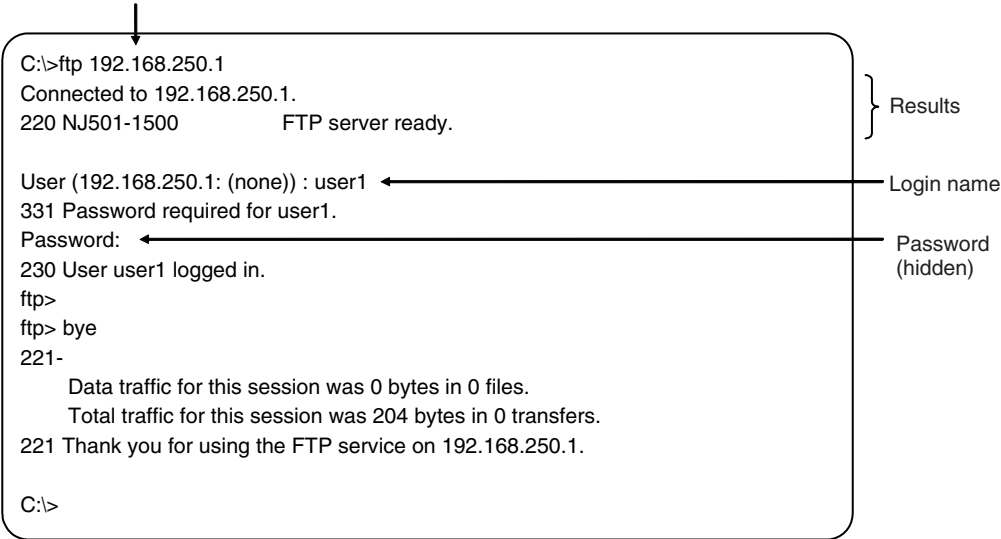 C:\>ftp 192.168.250.1
Connected to 192.168.250.1.
220 NJ501-1500 FTP server ready.
Results
User (192.168.250.1: (none)) : user1
Login name
331 Password required for user1.
Password:
Password
(hidden)
230 User user1 logged in.
ftp>
ftp> bye
221-
Data traffic for this session was 0 bytes in 0 files.
Total traffic for this session was 204 bytes in 0 transfers.
221 Thank you for using the FTP service on 192.168.250.1.
C:\>